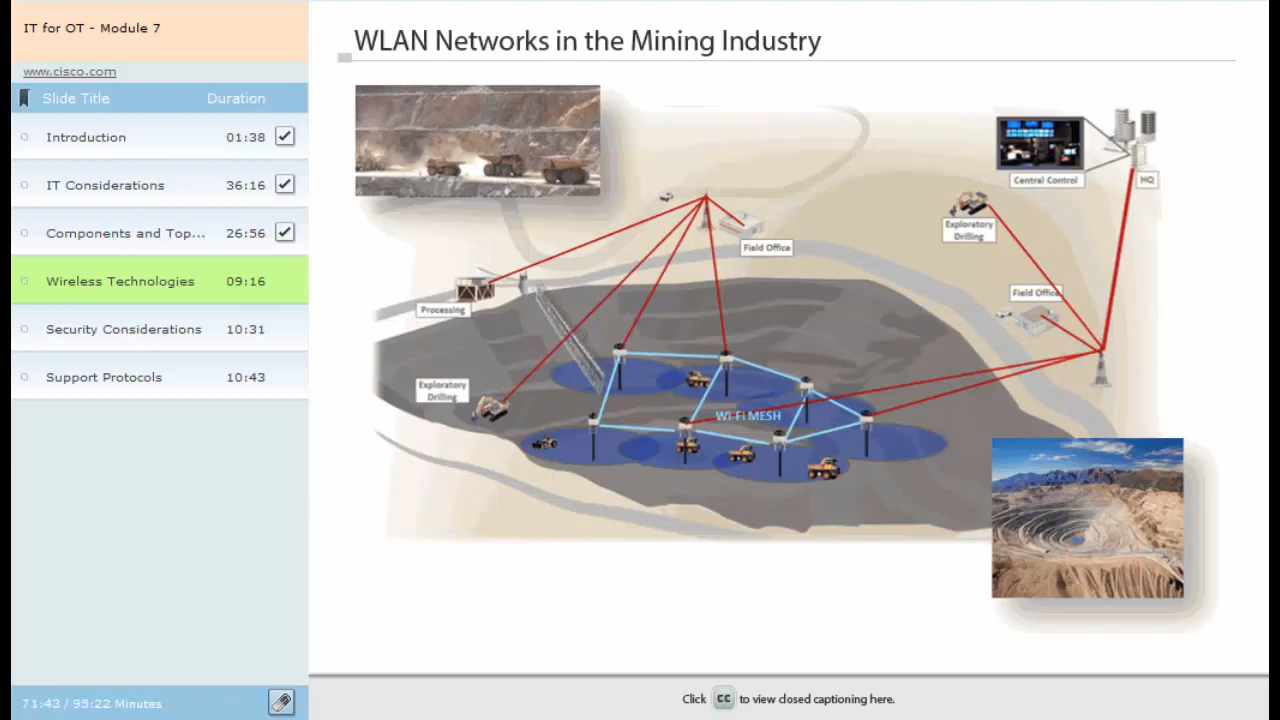 IT for OT - Module 7
www.cisco.com
Slide Title Duration
Introduction 01:38
IT Considerations 36:16
Components and Top... 26:56
Wireless Technologies 09:16
Security Considerations 10:31
Support Protocols 10:43
71:43 / 95:22 Minutes
WLAN Networks in the Mining Industry
Central Control
HQ
Exploratory
Drilling
Field Office
Field Office
Processing
Exploratory
Drilling
Wi-Fi MESH
Click CC to view closed captioning here.